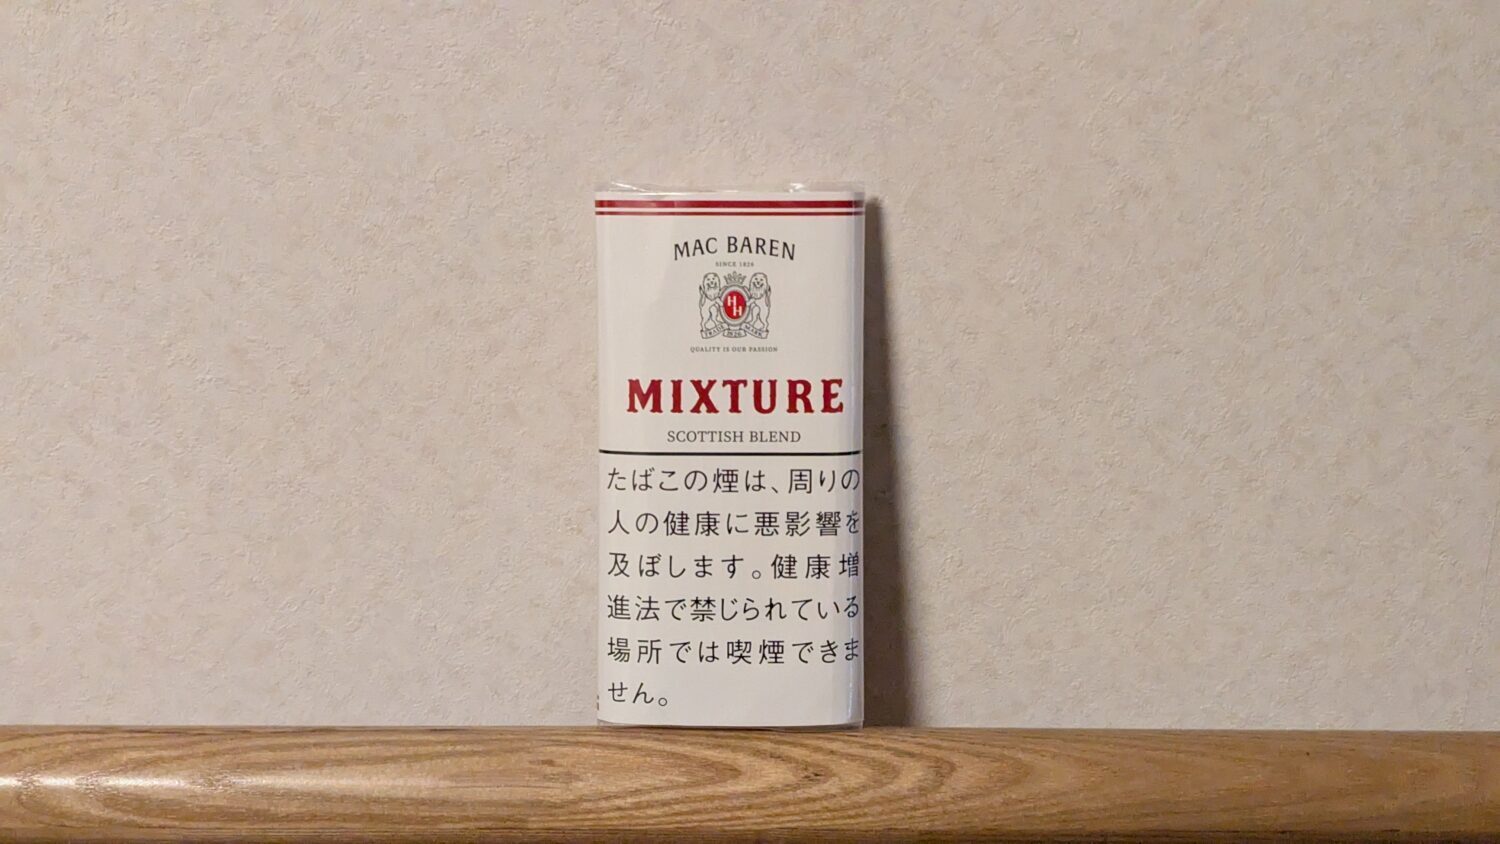 MAC BAREN
SINCE 1826
H H
TRADE 1826 MARK
QUALITY IS OUR PASSION
MIXTURE
SCOTTISH BLEND
たばこの煙は、周りの
人の健康に悪影響を
及ぼします。健康増
進法で禁じられている
場所では喫煙できま
せん。